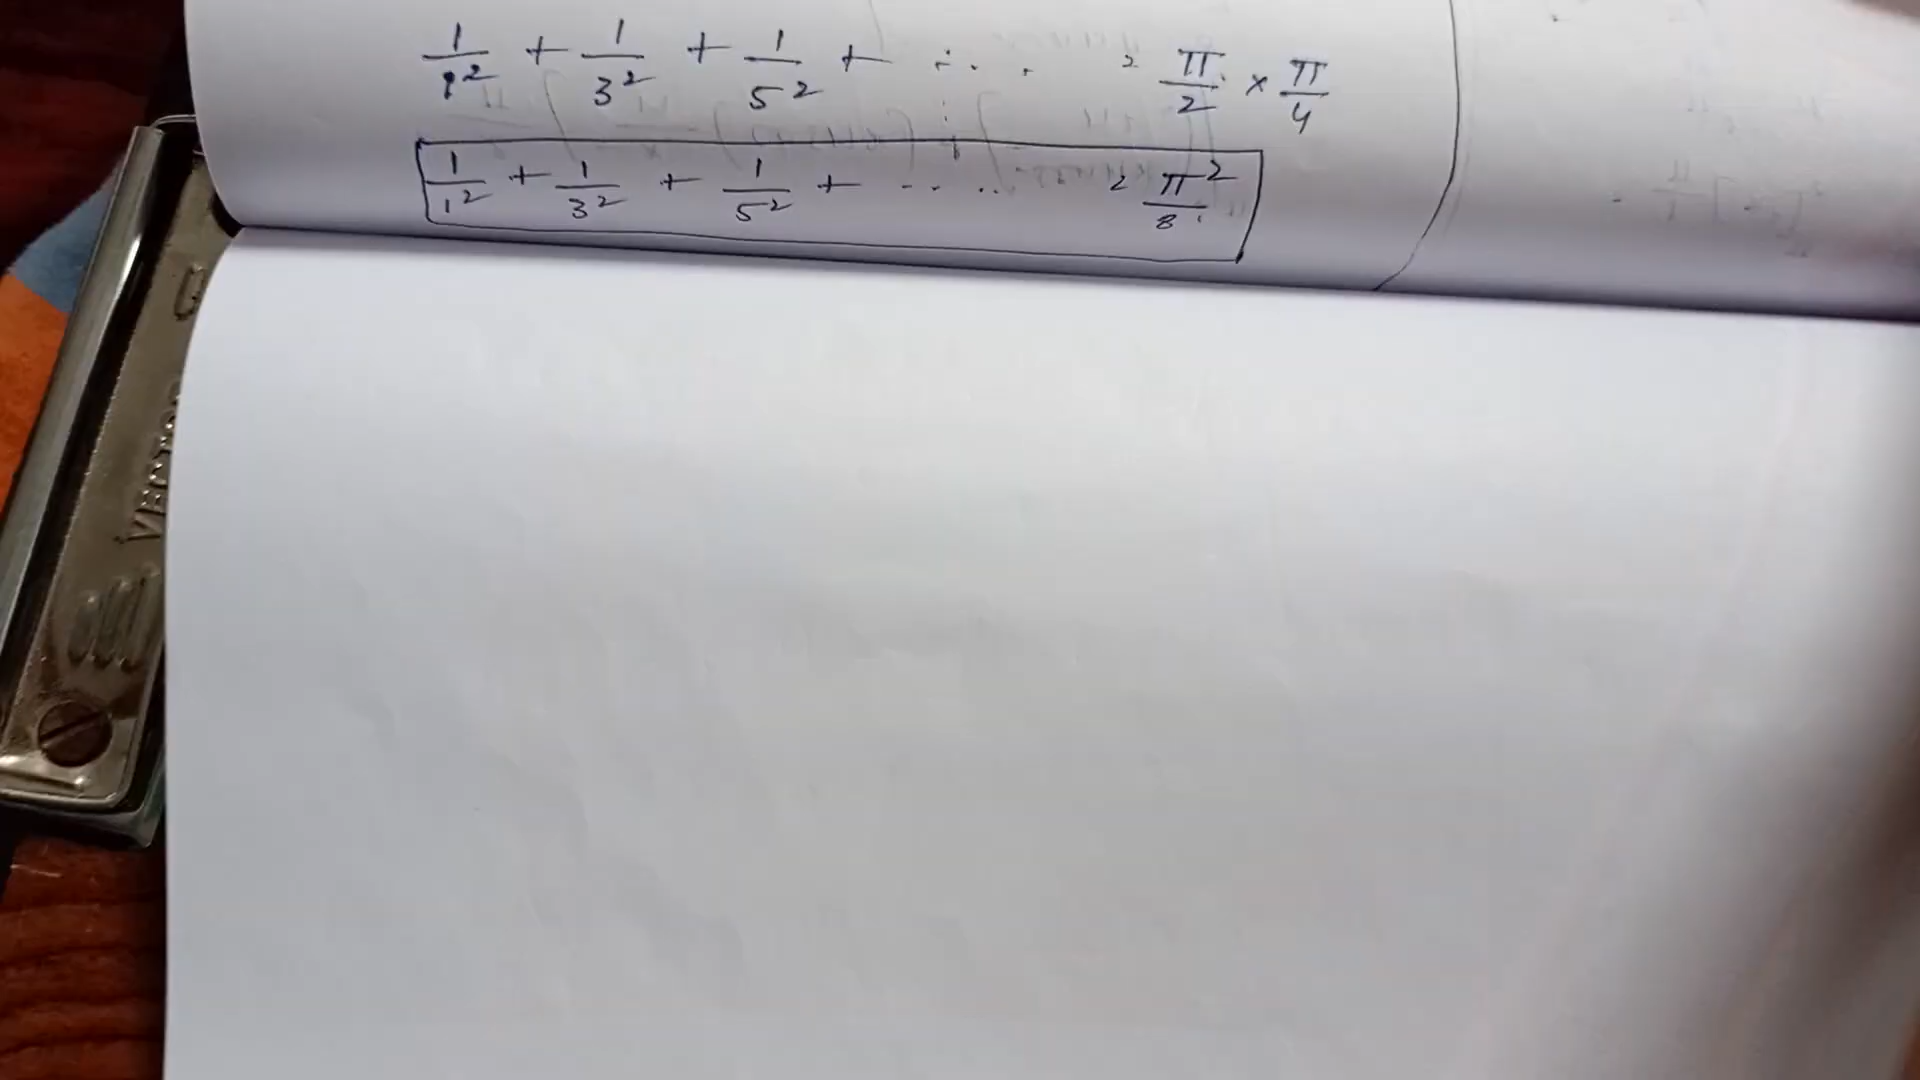 1/1² + 1/3² + 1/5² + ..... = π/2 × π/4
1/1² + 1/3² + 1/5² + ..... = π²/8